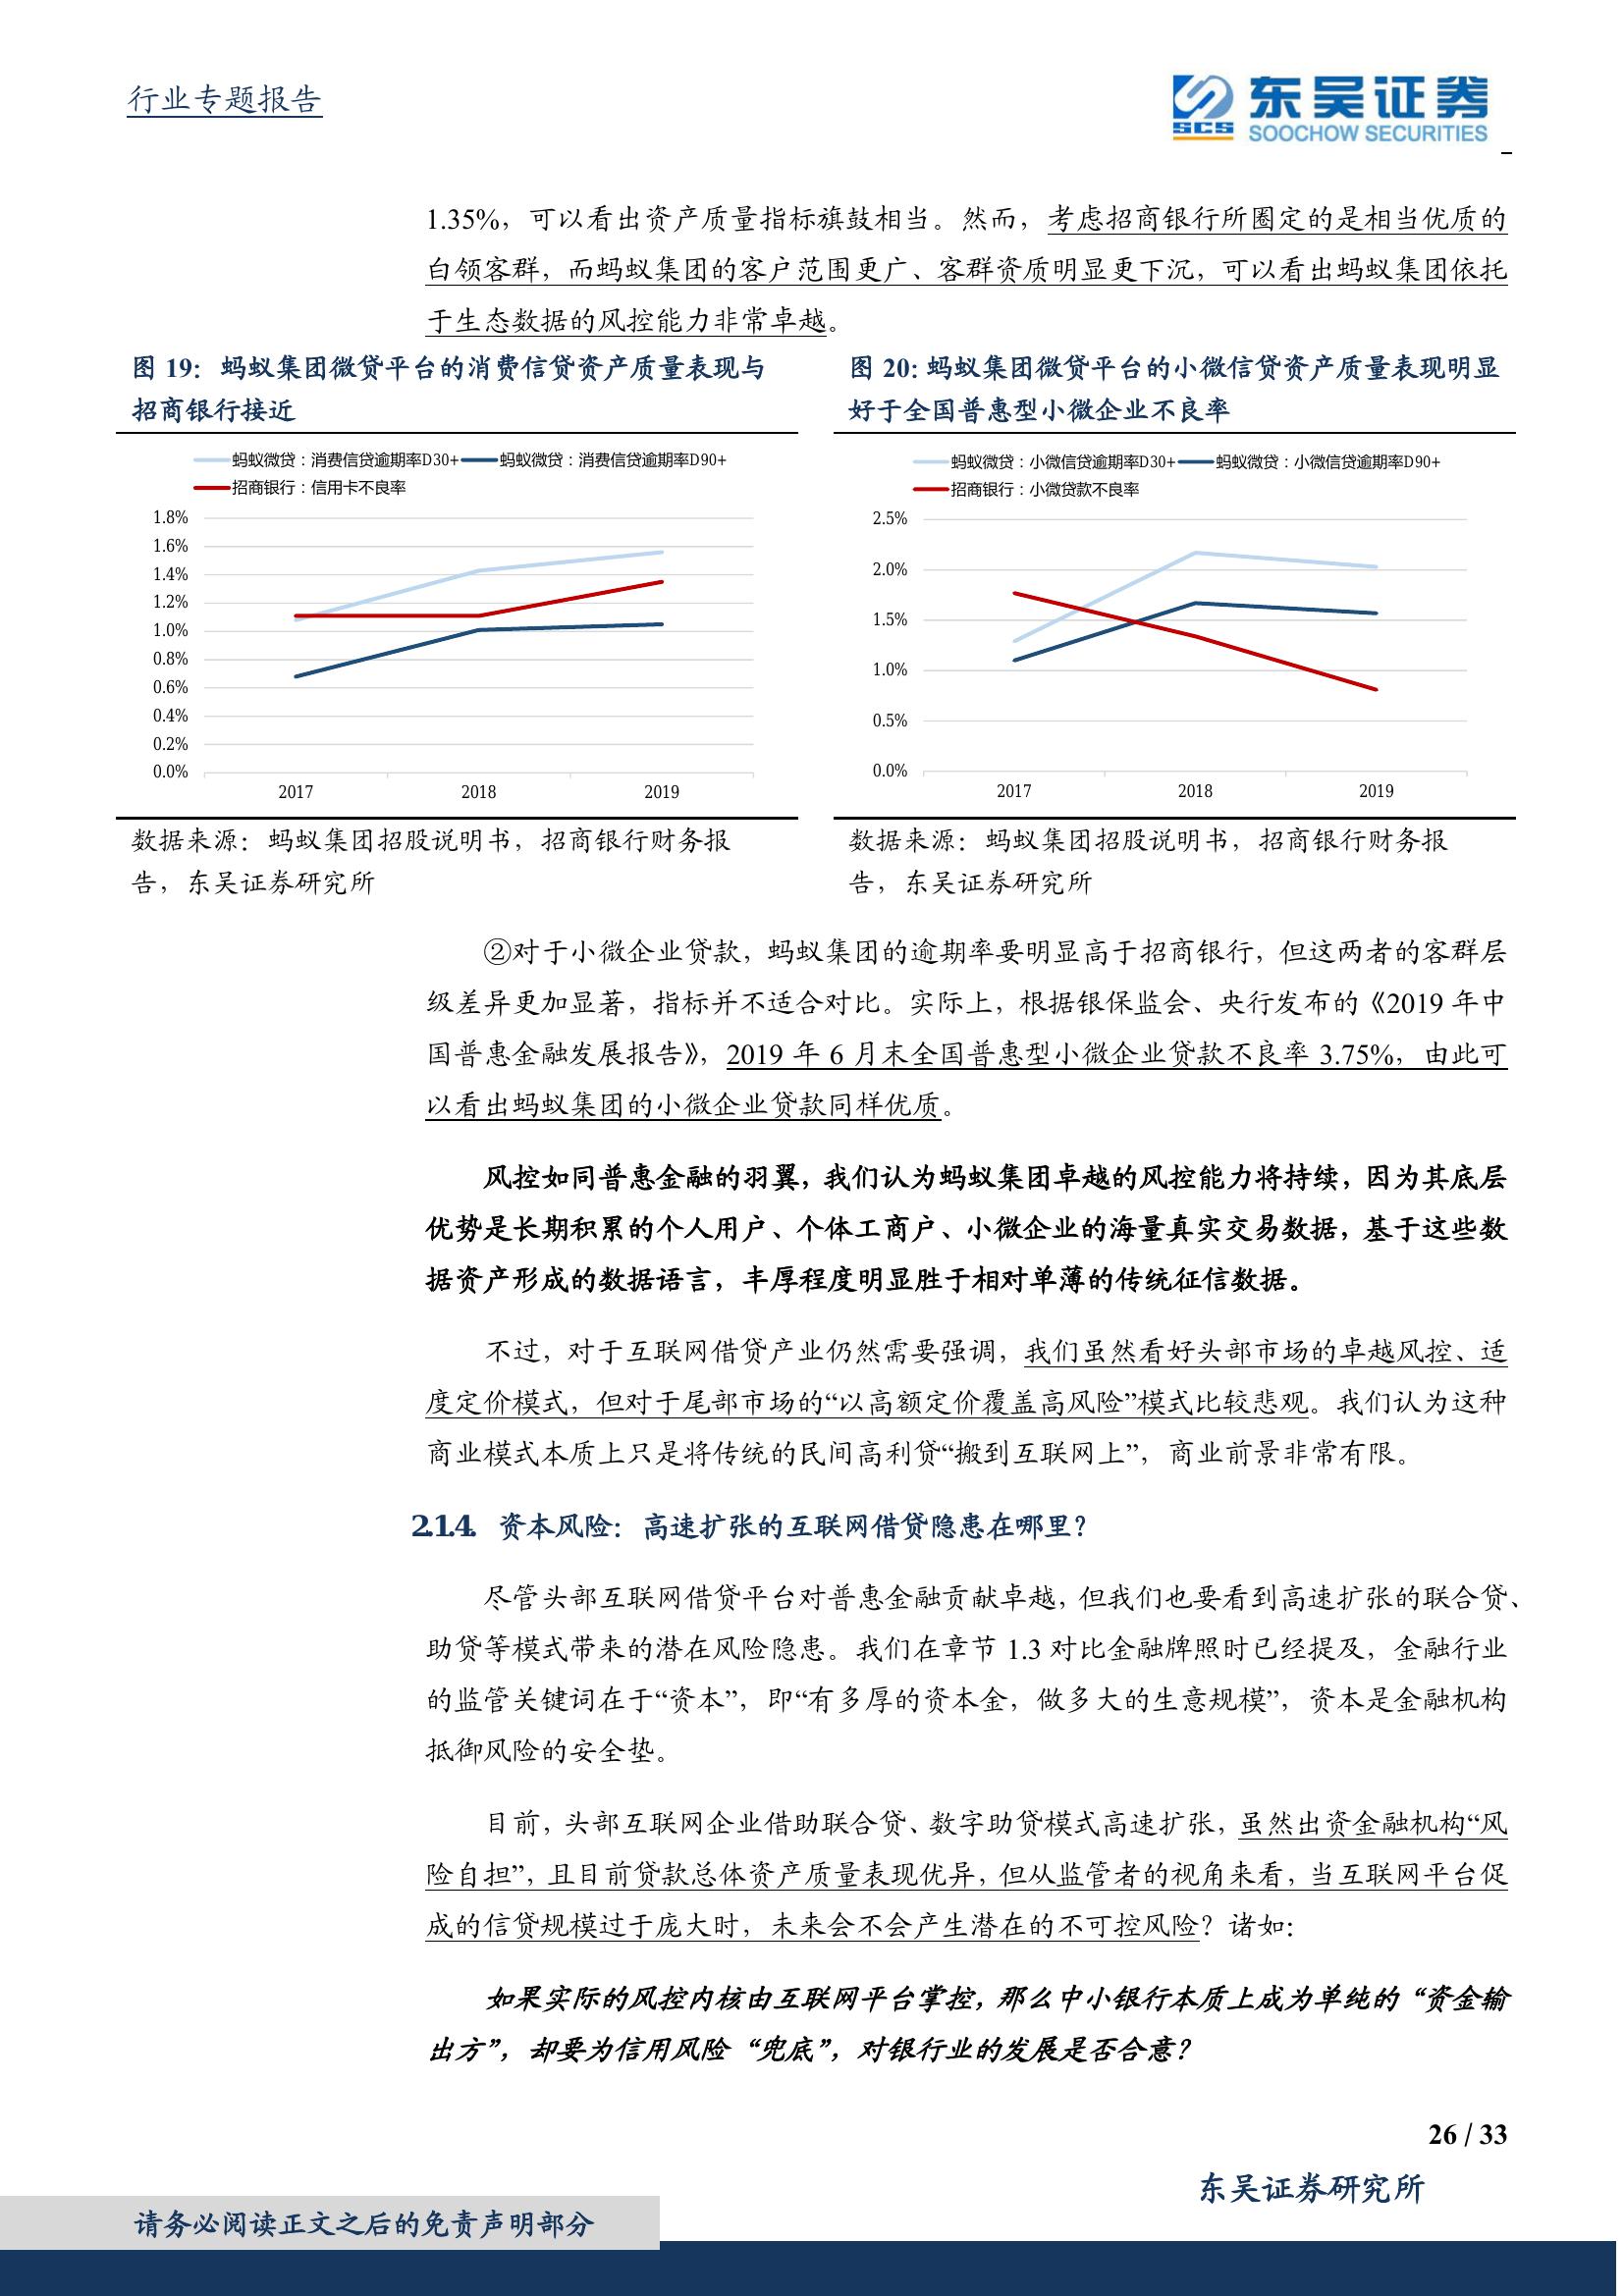 行业专题报告
东吴证券
SCS
SOOCHOW SECURITIES
1.35%，可以看出资产质量指标旗鼓相当。然而，考虑招商银行所圈定的是相当优质的
白领客群，而蚂蚁集团的客户范围更广、客群资质明显更下沉，可以看出蚂蚁集团依托
于生态数据的风控能力非常卓越。
图 19： 蚂蚁集团微贷平台的消费信贷资产质量表现与
招商银行接近
蚂蚁微贷：消费信贷逾期率D30+
蚂蚁微贷：消费信贷逾期率D90+
招商银行：信用卡不良率
1.8%
1.6%
1.4%
1.2%
1.0%
0.8%
0.6%
0.4%
0.2%
0.0%
2017 2018 2019
数据来源：蚂蚁集团招股说明书，招商银行财务报
告，东吴证券研究所
图 20：蚂蚁集团微贷平台的小微信贷资产质量表现明显
好于全国普惠型小微企业不良率
蚂蚁微贷：小微信贷逾期率D30+
蚂蚁微贷：小微信贷逾期率D90+
招商银行：小微贷款不良率
2.5%
2.0%
1.5%
1.0%
0.5%
0.0%
2017 2018 2019
数据来源：蚂蚁集团招股说明书，招商银行财务报
告，东吴证券研究所
②对于小微企业贷款，蚂蚁集团的逾期率要明显高于招商银行，但这两者的客群层
级差异更加显著，指标并不适合对比。实际上，根据银保监会、央行发布的《2019 年中
国普惠金融发展报告》，2019 年 6 月末全国普惠型小微企业贷款不良率 3.75%，由此可
以看出蚂蚁集团的小微企业贷款同样优质。
风控如同普惠金融的羽翼，我们认为蚂蚁集团卓越的风控能力将持续，因为其底层
优势是长期积累的个人用户、个体工商户、小微企业的海量真实交易数据，基于这些数
据资产形成的数据语言，丰厚程度明显胜于相对单薄的传统征信数据。
不过，对于互联网借贷产业仍然需要强调，我们虽然看好头部市场的卓越风控、适
度定价模式，但对于尾部市场的“以高额定价覆盖高风险”模式比较悲观。我们认为这种
商业模式本质上只是将传统的民间高利贷“搬到互联网上”，商业前景非常有限。
2.1.4. 资本风险：高速扩张的互联网借贷隐患在哪里？
尽管头部互联网借贷平台对普惠金融贡献卓越，但我们也要看到高速扩张的联合贷、
助贷等模式带来的潜在风险隐患。我们在章节 1.3 对比金融牌照时已经提及，金融行业
的监管关键词在于“资本”，即“有多厚的资本金，做多大的生意规模”，资本是金融机构
抵御风险的安全垫。
目前，头部互联网企业借助联合贷、数字助贷模式高速扩张，虽然出资金融机构“风
险自担”，且目前贷款总体资产质量表现优异，但从监管者的视角来看，当互联网平台促
成的信贷规模过于庞大时，未来会不会产生潜在的不可控风险？诸如：
如果实际的风控内核由互联网平台掌控，那么中小银行本质上成为单纯的“资金输
出方”，却要为信用风险“兜底”，对银行业的发展是否合意？
26 / 33
东吴证券研究所
请务必阅读正文之后的免责声明部分